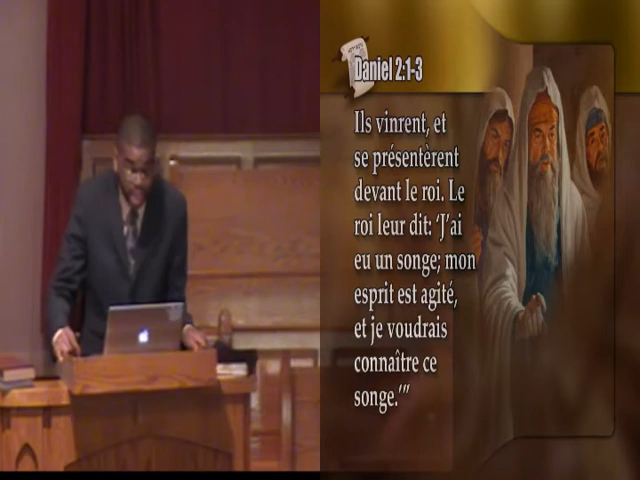 Daniel 2:1-3
Ils vinrent, et
se présentèrent
devant le roi. Le
roi leur dit: ‘J’ai
eu un songe; mon
esprit est agité,
et je voudrais
connaître ce
songe.’”